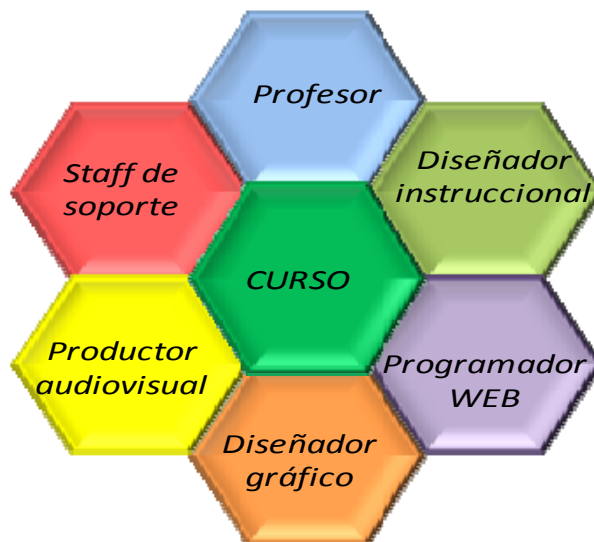 Profesor
Staff de
soporte
Diseñador
instruccional
CURSO
Productor
audiovisual
Programador
WEB
Diseñador
gráfico